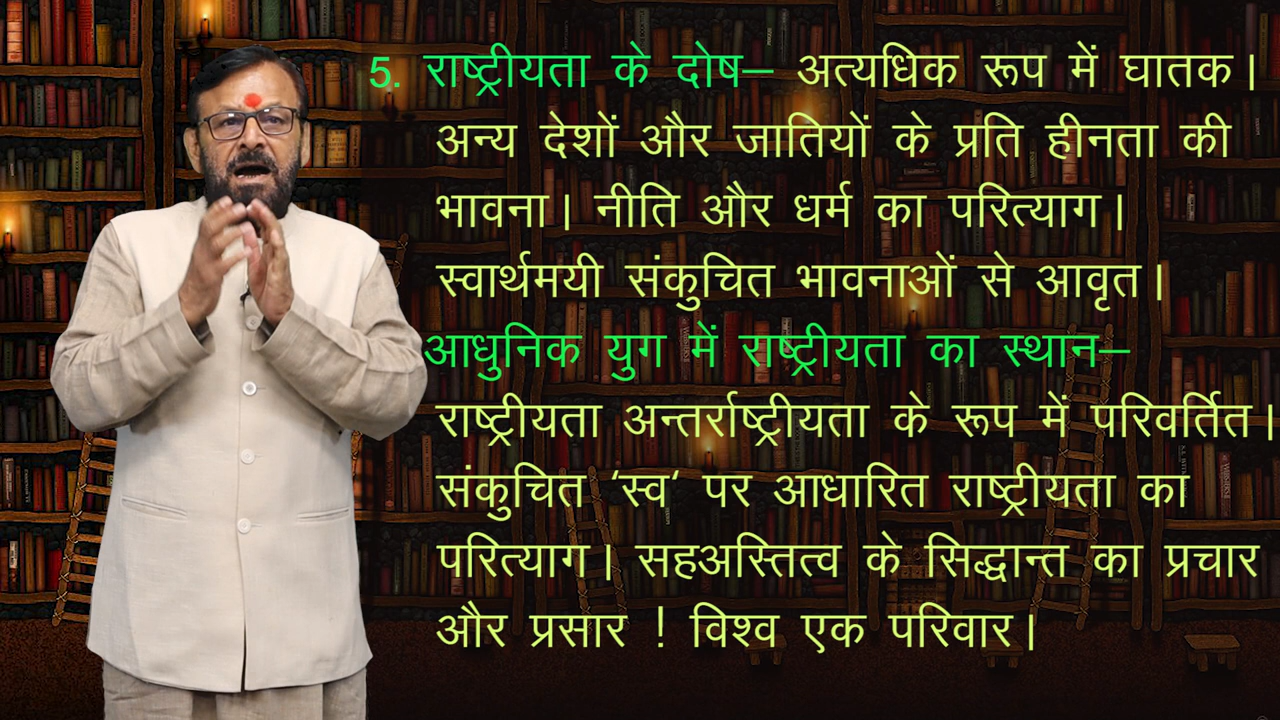 5. राष्ट्रीयता के दोष– अत्यधिक रूप में घातक।
अन्य देशों और जातियों के प्रति हीनता की
भावना। नीति और धर्म का परित्याग।
स्वार्थमयी संकुचित भावनाओं से आवृत।
आधुनिक युग में राष्ट्रीयता का स्थान–
राष्ट्रीयता अन्तर्राष्ट्रीयता के रूप में परिवर्तित।
संकुचित ‘स्व‘ पर आधारित राष्ट्रीयता का
परित्याग। सहअस्तित्व के सिद्धान्त का प्रचार
और प्रसार ! विश्व एक परिवार।